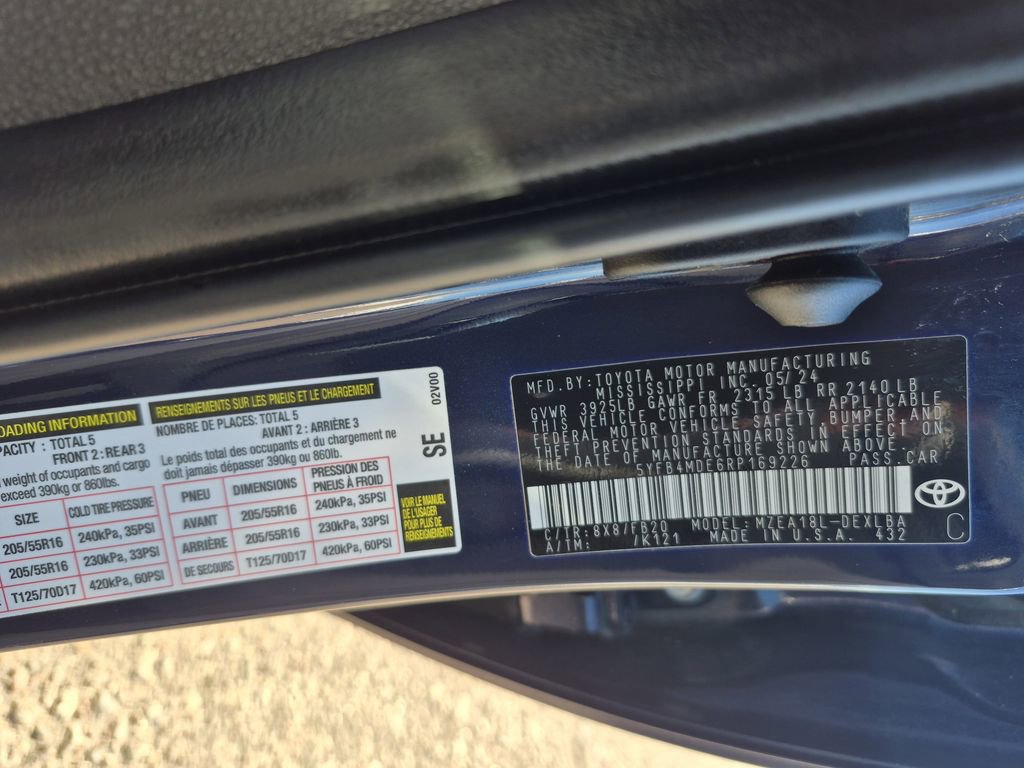 OADING INFORMATION
PACITY : TOTAL 5
FRONT 2 : REAR 3
weight of occupants and cargo
exceed 390kg or 860lbs.
SIZE COLD TIRE PRESSURE
205/55R16 240kPa, 35PSI
205/55R16 230kPa, 33PSI
T125/70D17 420kPa, 60PSI
RENSEIGNEMENTS SUR LES PNEUS ET LE CHARGEMENT
NOMBRE DE PLACES: TOTAL 5
AVANT 2 : ARRIÈRE 3
Le poids total des occupants et du chargement ne
doit jamais dépasser 390kg ou 860lb.
PNEU DIMENSIONS PRESSION DES PNEUS À FROID
AVANT 205/55R16 240kPa, 35PSI
ARRIÈRE 205/55R16 230kPa, 33PSI
DE SECOURS T125/70D17 420kPa, 60PSI
02V00
SE
VOIR LE MANUEL
DE L'USAGER
POUR PLUS DE
RENSEIGNEMENTS
MFD.BY:TOYOTA MOTOR MANUFACTURING
MISSISSIPPI INC. 05/24
GVWR 3925LB GAWR FR 2315 LB RR 2140 LB
THIS VEHICLE CONFORMS TO ALL APPLICABLE
FEDERAL MOTOR VEHICLE SAFETY, BUMPER AND
THEFT PREVENTION STANDARDS IN EFFECT ON
THE DATE OF MANUFACTURE SHOWN ABOVE.
5YFB4MDE6RP169226 PASS.CAR
C/TR: 8X8/FB20 MODEL: MZEA18L-DEXLBA
A/TM: /K121 MADE IN U.S.A. 432
C